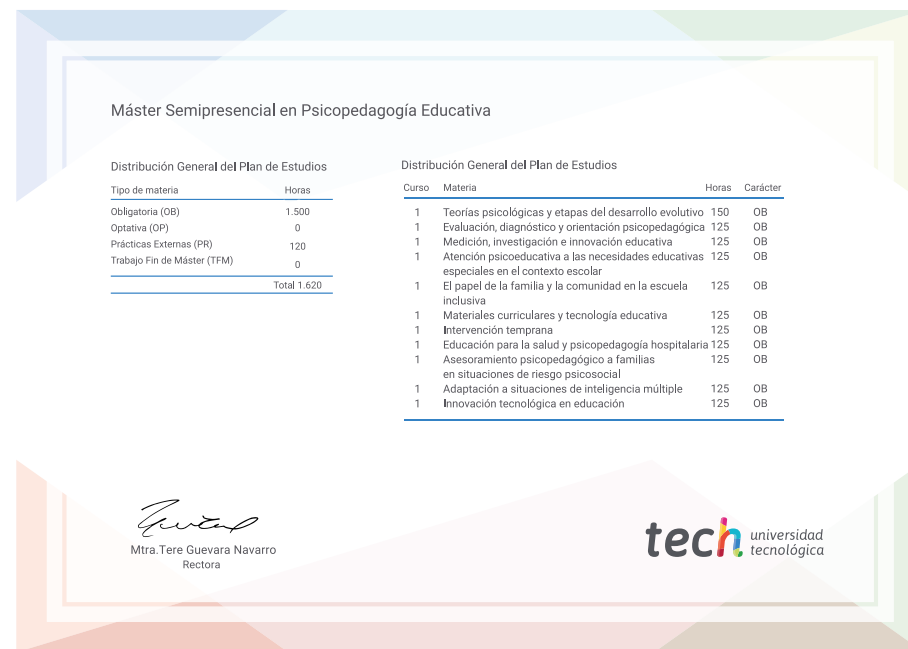 Máster Semipresencial en Psicopedagogía Educativa
Distribución General del Plan de Estudios
Tipo de materia Horas
Obligatoria (OB) 1.500
Optativa (OP) 0
Prácticas Externas (PR) 120
Trabajo Fin de Máster (TFM) 0
Total 1.620
Distribución General del Plan de Estudios
Curso Materia Horas Carácter
1 Teorías psicológicas y etapas del desarrollo evolutivo 150 OB
1 Evaluación, diagnóstico y orientación psicopedagógica 125 OB
1 Medición, investigación e innovación educativa 125 OB
1 Atención psicoeducativa a las necesidades educativas 125 OB
especiales en el contexto escolar
1 El papel de la familia y la comunidad en la escuela 125 OB
inclusiva
1 Materiales curriculares y tecnología educativa 125 OB
1 Intervención temprana 125 OB
1 Educación para la salud y psicopedagogía hospitalaria 125 OB
1 Asesoramiento psicopedagógico a familias 125 OB
en situaciones de riesgo psicosocial
1 Adaptación a situaciones de inteligencia múltiple 125 OB
1 Innovación tecnológica en educación 125 OB
Mtra.Tere Guevara Navarro
Rectora
tech universidad
tecnológica